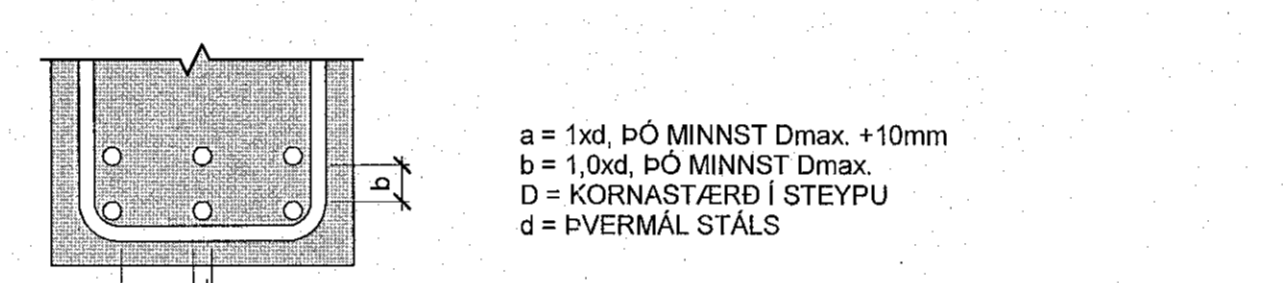 a = 1xd, ÞÓ MINNST Dmax. +10mm
b = 1,0xd, ÞÓ MINNST Dmax.
D = KORNASTÆRÐ Í STEYPU
d = ÞVERMÁL STÁLS
b